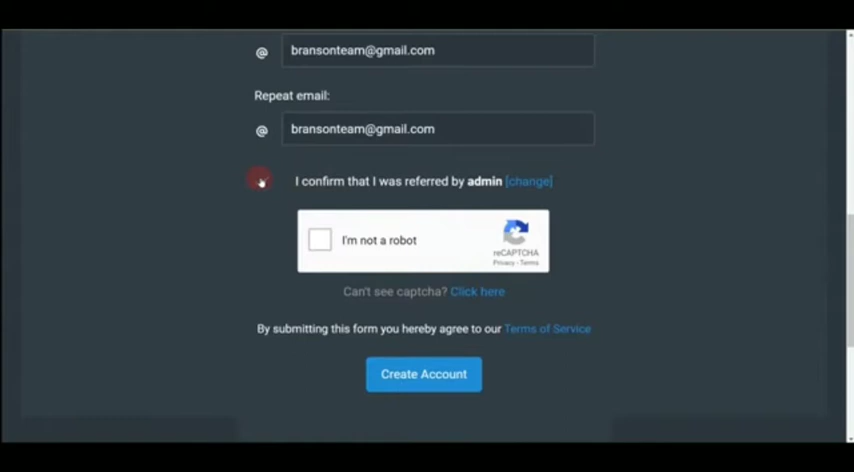 @ bransonteam@gmail.com
Repeat email:
@ bransonteam@gmail.com
I confirm that I was referred by admin [change]
I'm not a robot
reCAPTCHA
Privacy - Terms
Can't see captcha? Click here
By submitting this form you hereby agree to our Terms of Service
Create Account